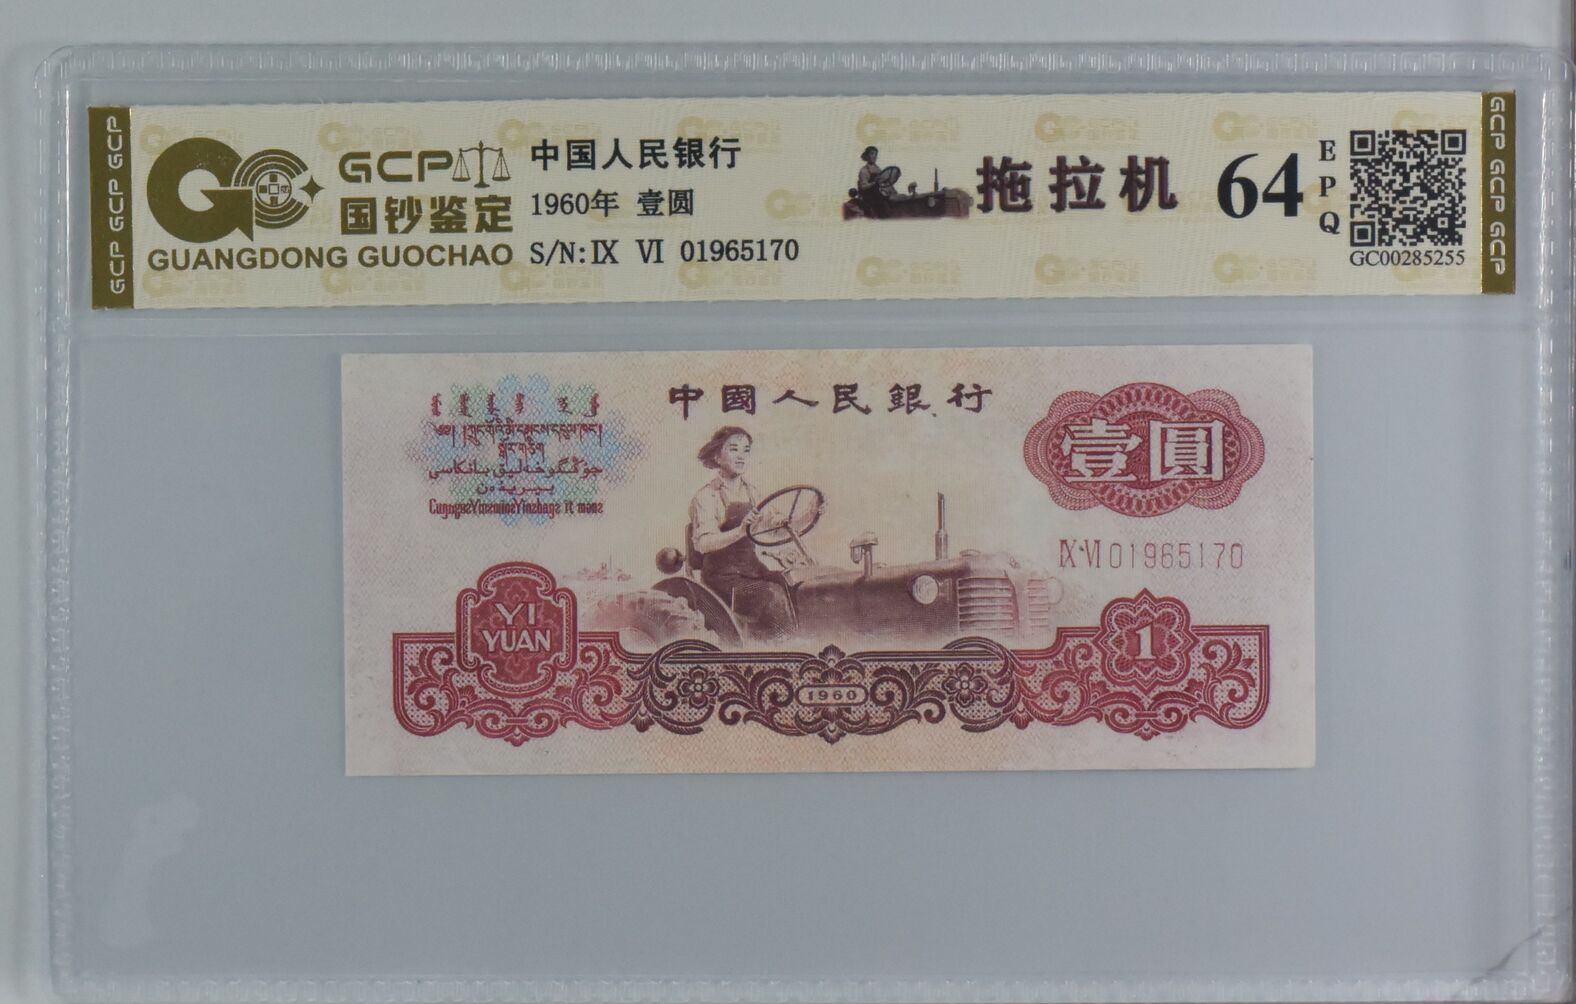 GCP GCP GCP
GCP
国钞鉴定
GUANGDONG GUOCHAO
中国人民银行
1960年 壹圆
S/N: IX VI 01965170
拖拉机
64
EPQ
GC00285255
GCP GCP GCP
中國人民銀行
壹圓
IX VI 01965170
YI
YUAN
1960
1